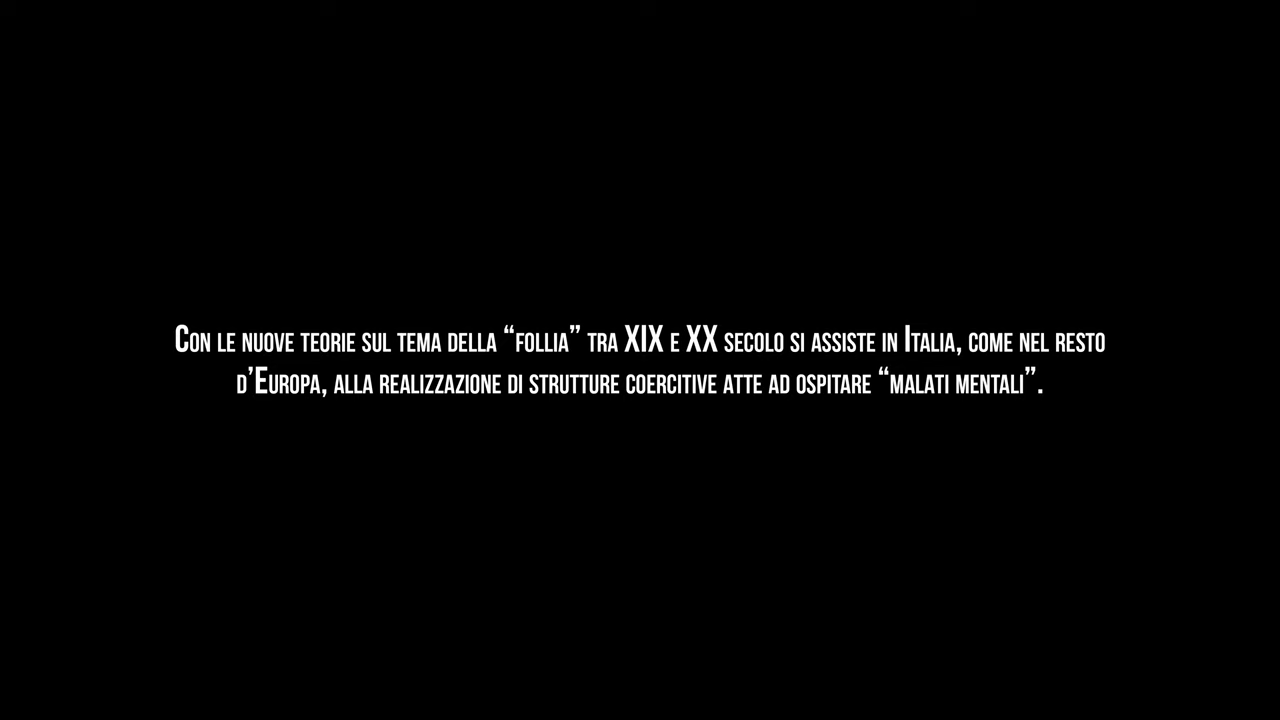 Con le nuove teorie sul tema della “follia” tra XIX e XX secolo si assiste in Italia, come nel resto
d’Europa, alla realizzazione di strutture coercitive atte ad ospitare “malati mentali”.